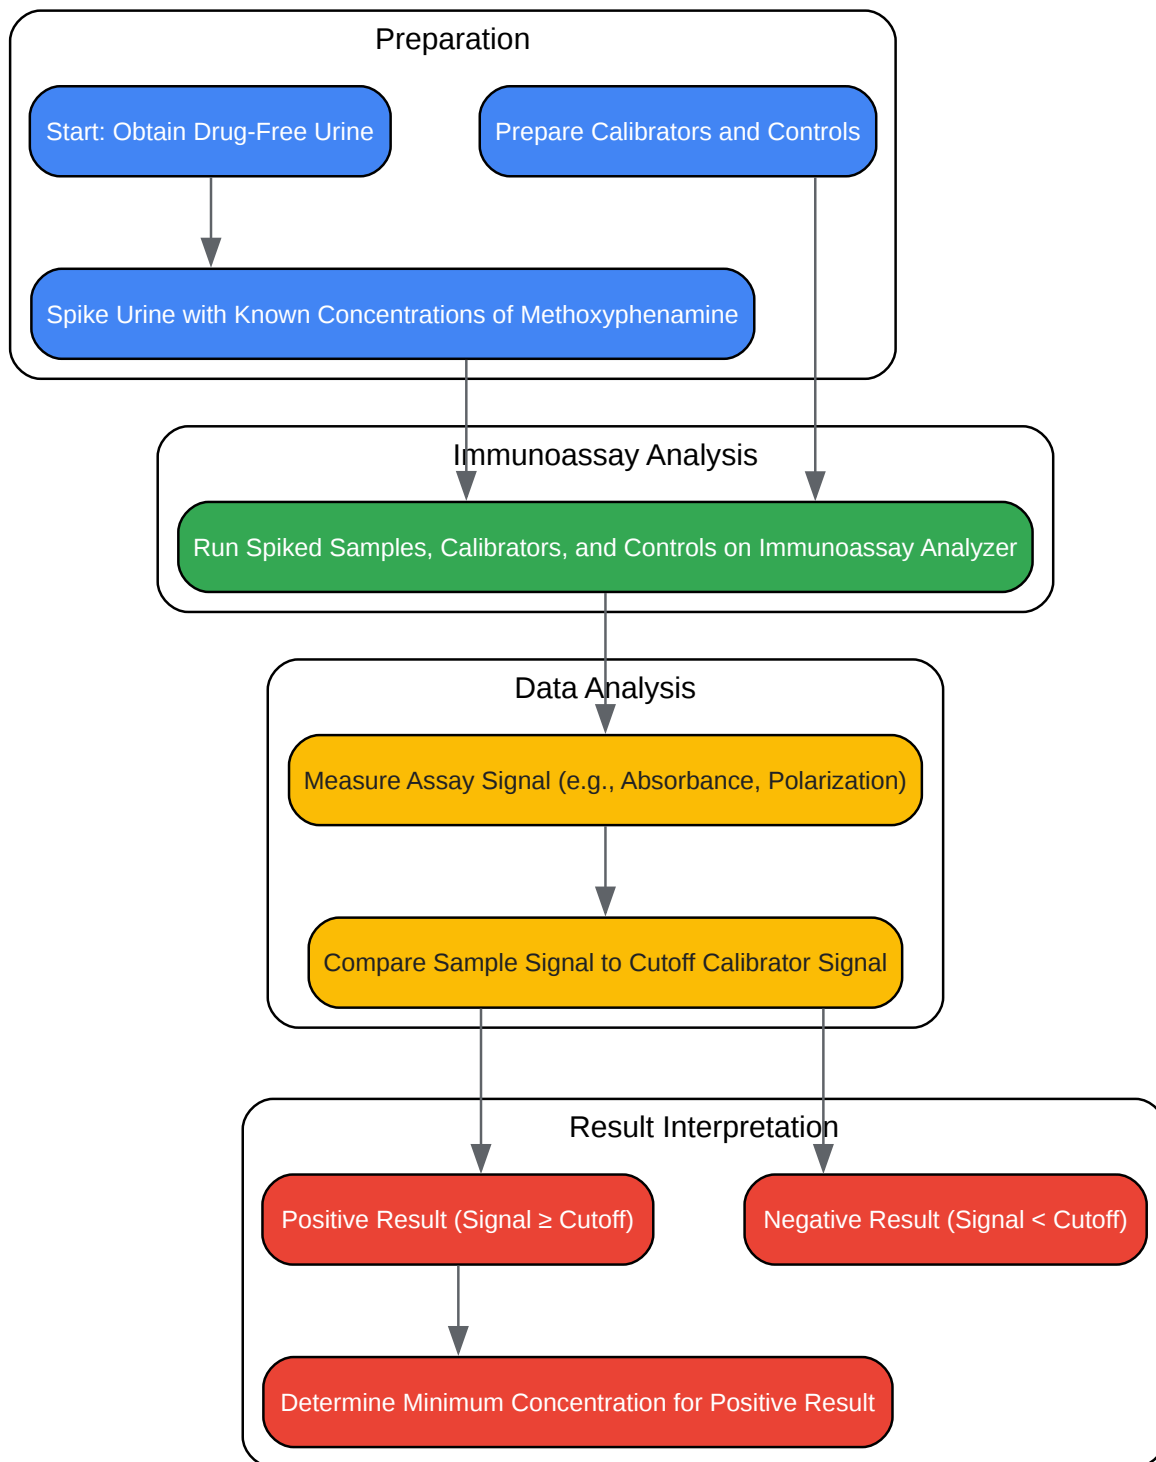 Preparation
Start: Obtain Drug-Free Urine
Prepare Calibrators and Controls
Spike Urine with Known Concentrations of Methoxyphenamine
Immunoassay Analysis
Run Spiked Samples, Calibrators, and Controls on Immunoassay Analyzer
Data Analysis
Measure Assay Signal (e.g., Absorbance, Polarization)
Compare Sample Signal to Cutoff Calibrator Signal
Result Interpretation
Positive Result (Signal ≥ Cutoff)
Negative Result (Signal < Cutoff)
Determine Minimum Concentration for Positive Result